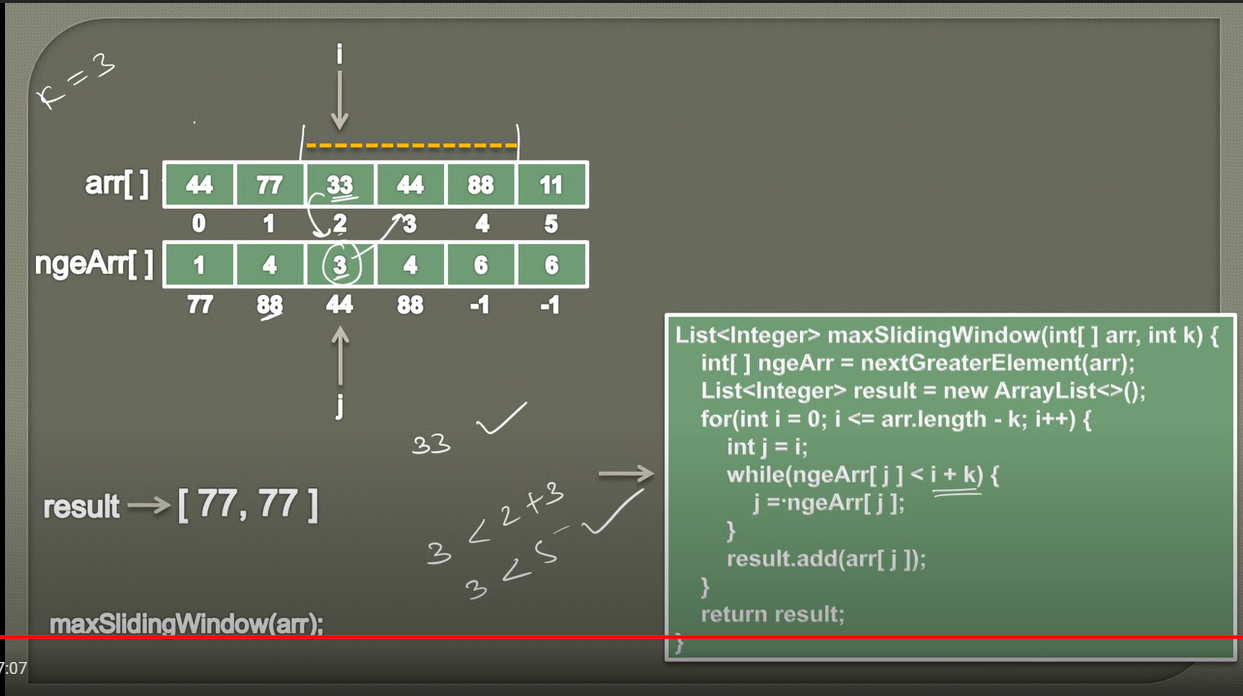 K = 3
i
arr[ ] 44 77 33 44 88 11
0 1 2 3 4 5
ngeArr[ ] 1 4 3 4 6 6
77 88 44 88 -1 -1
j
33
result [ 77, 77 ]
3 < 2+3
3 < 5
maxSlidingWindow(arr);
List<Integer> maxSlidingWindow(int[ ] arr, int k) {
int[ ] ngeArr = nextGreaterElement(arr);
List<Integer> result = new ArrayList<>();
for(int i = 0; i <= arr.length - k; i++) {
int j = i;
while(ngeArr[ j ] < i + k) {
j = ngeArr[ j ];
}
result.add(arr[ j ]);
}
return result;
}
7:07